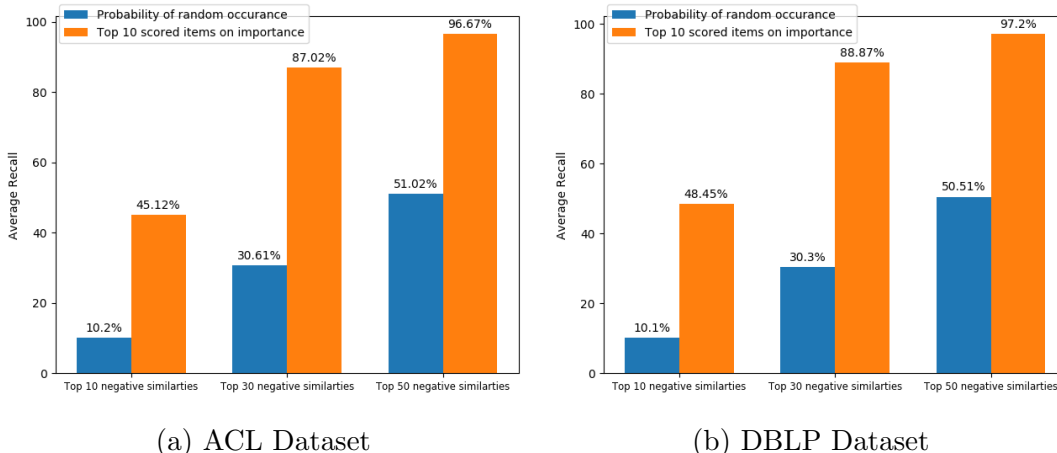 Probability of random occurance
Top 10 scored items on importance
Average Recall
100
80
60
40
20
0
10.2%
45.12%
30.61%
87.02%
51.02%
96.67%
Top 10 negative similarties
Top 30 negative similarties
Top 50 negative similarties
(a) ACL Dataset
Probability of random occurance
Top 10 scored items on importance
Average Recall
100
80
60
40
20
0
10.1%
48.45%
30.3%
88.87%
50.51%
97.2%
Top 10 negative similarties
Top 30 negative similarties
Top 50 negative similarties
(b) DBLP Dataset